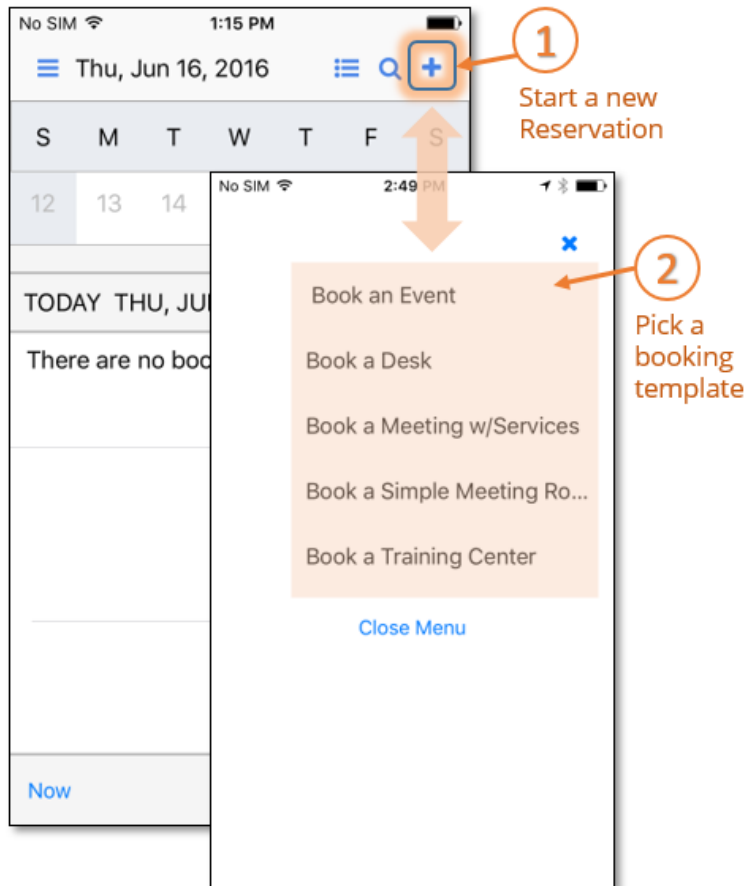 No SIM 1:15 PM
Thu, Jun 16, 2016
1
Start a new
Reservation
S M T W T F S
12 13 14
TODAY THU, JU
There are no boo
Now
No SIM 2:49 PM
Book an Event
Book a Desk
Book a Meeting w/Services
Book a Simple Meeting Ro...
Book a Training Center
Close Menu
2
Pick a
booking
template